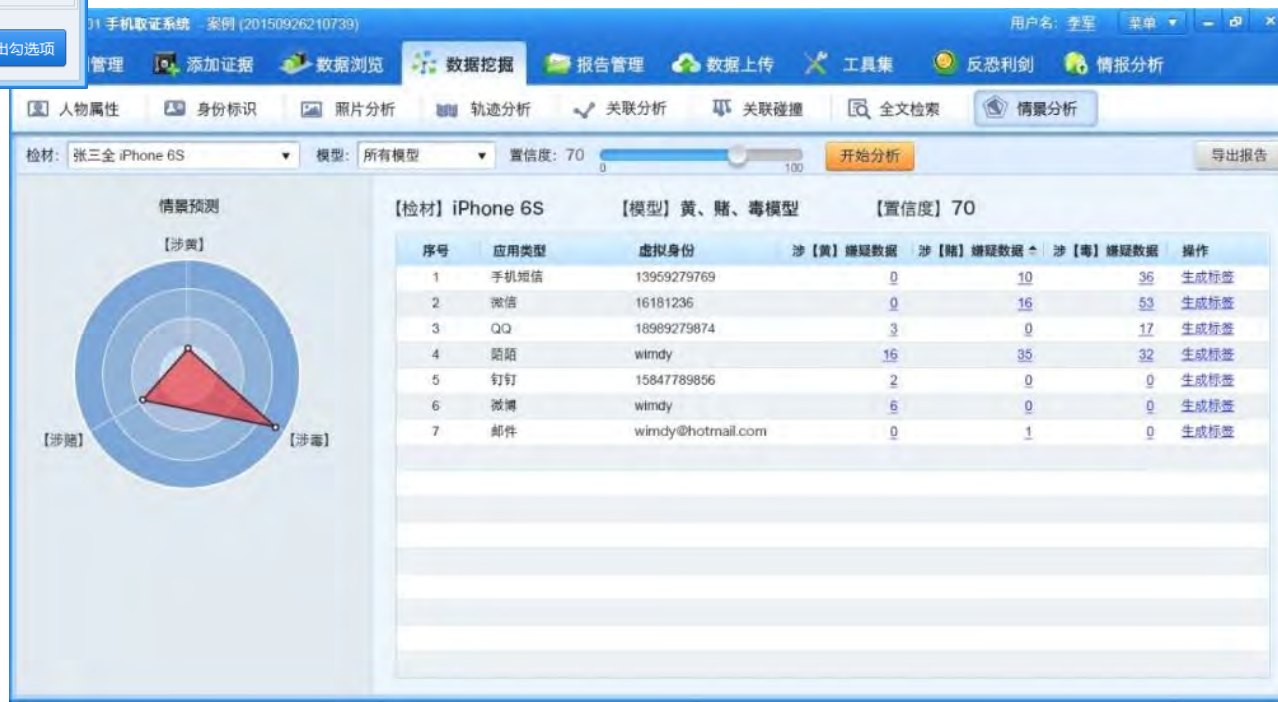 01 手机取证系统 - 案例 (20150926210739)
用户名: 李军 菜单
出勾选项
管理 添加证据 数据浏览 数据挖掘 报告管理 数据上传 工具集 反恐利剑 情报分析
人物属性 身份标识 照片分析 轨迹分析 关联分析 关联碰撞 全文检索 情景分析
检材: 张三全 iPhone 6S 模型: 所有模型 置信度: 70 0 100 开始分析 导出报告
情景预测
【涉黄】
【涉赌】
【涉毒】
【检材】iPhone 6S 【模型】黄、赌、毒模型 【置信度】70
序号 应用类型 虚拟身份 涉【黄】嫌疑数据 涉【赌】嫌疑数据 涉【毒】嫌疑数据 操作
1 手机短信 13959279769 0 10 36 生成标签
2 微信 16181236 0 16 53 生成标签
3 QQ 18989279874 3 0 17 生成标签
4 陌陌 wimdy 16 35 32 生成标签
5 钉钉 15847789856 2 0 0 生成标签
6 微博 wimdy 6 0 0 生成标签
7 邮件 wimdy@hotmail.com 0 1 0 生成标签